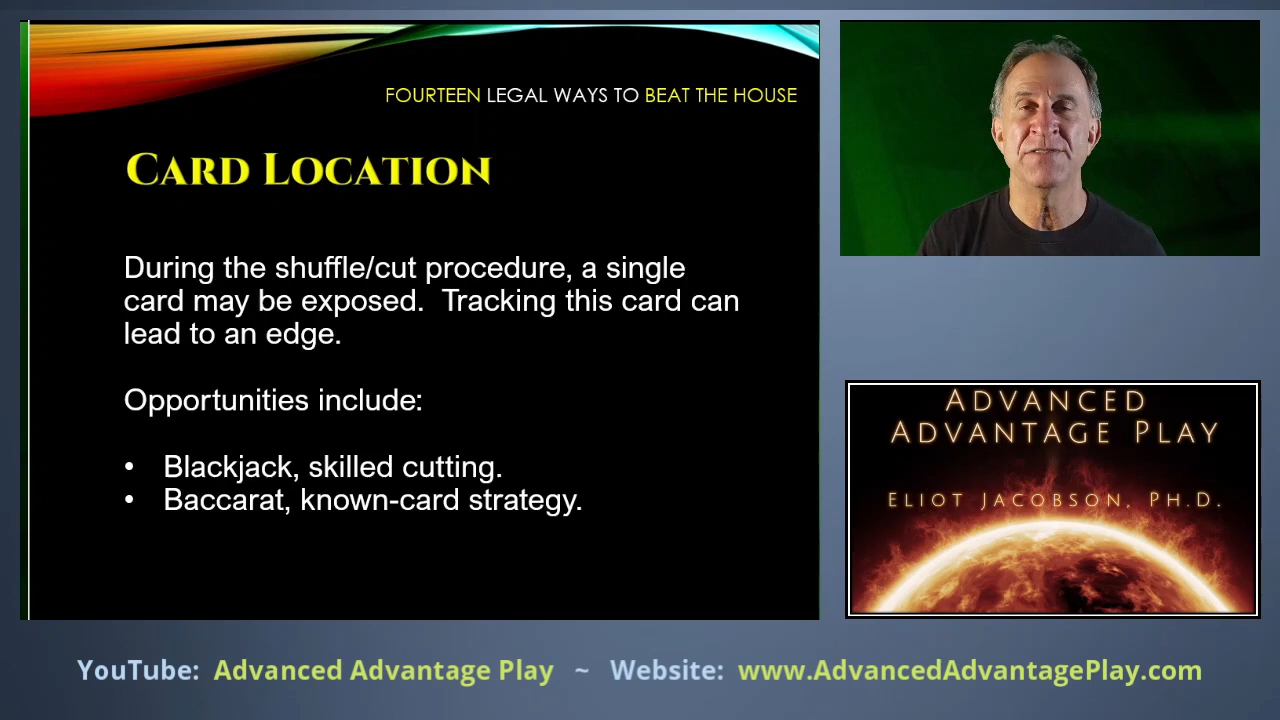 FOURTEEN LEGAL WAYS TO BEAT THE HOUSE
CARD LOCATION
During the shuffle/cut procedure, a single
card may be exposed.  Tracking this card can
lead to an edge.
Opportunities include:
• Blackjack, skilled cutting.
• Baccarat, known-card strategy.
ADVANCED
ADVANTAGE PLAY
ELIOT JACOBSON, PH.D.
YouTube: Advanced Advantage Play ~ Website: www.AdvancedAdvantagePlay.com